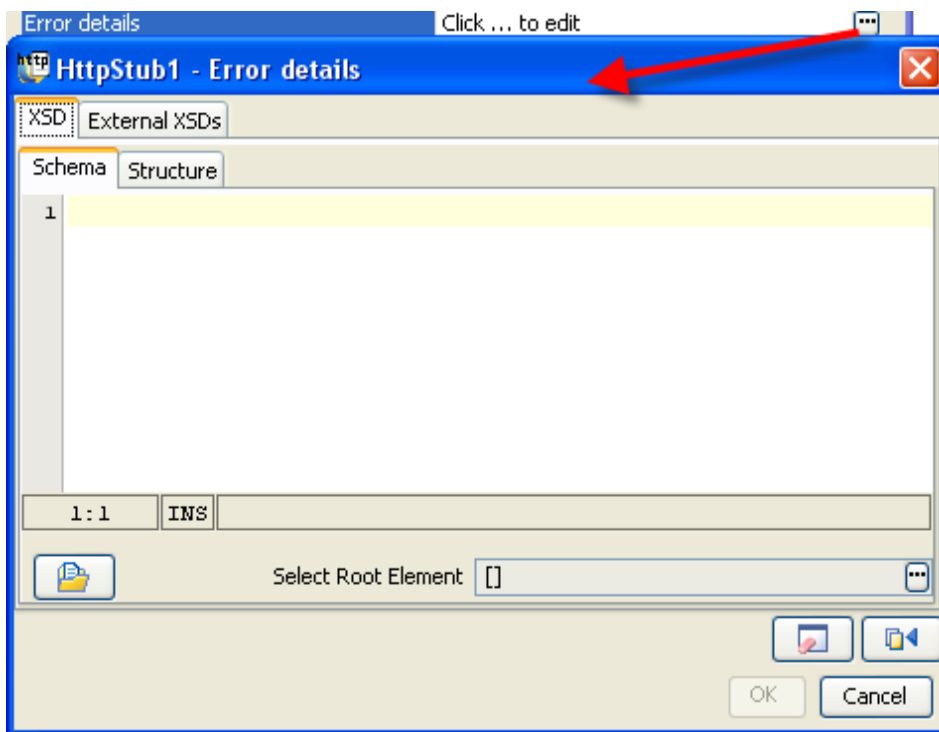 Error details Click ... to edit
http HttpStub1 - Error details
XSD External XSDs
Schema Structure
1
1:1 INS
Select Root Element []
OK Cancel